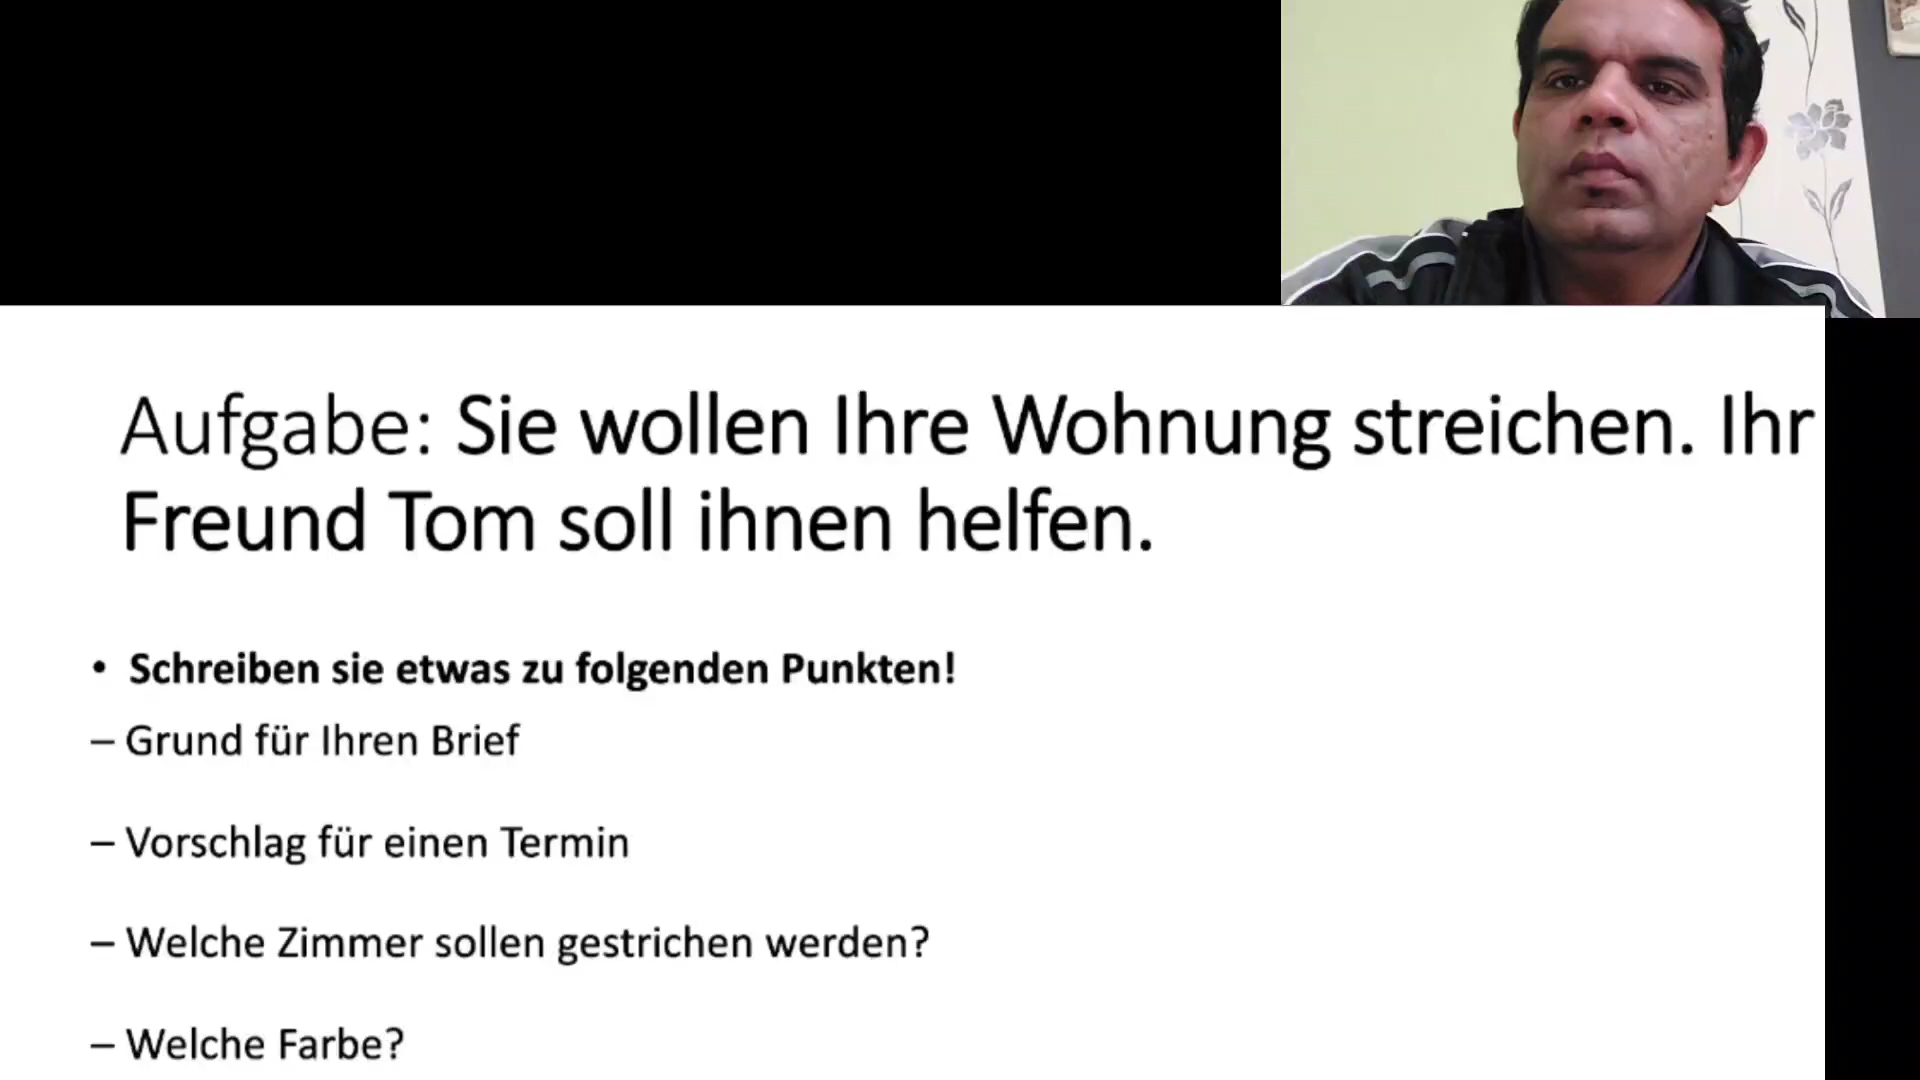 Aufgabe: Sie wollen Ihre Wohnung streichen. Ihr
Freund Tom soll ihnen helfen.
• Schreiben sie etwas zu folgenden Punkten!
– Grund für Ihren Brief
– Vorschlag für einen Termin
– Welche Zimmer sollen gestrichen werden?
– Welche Farbe?